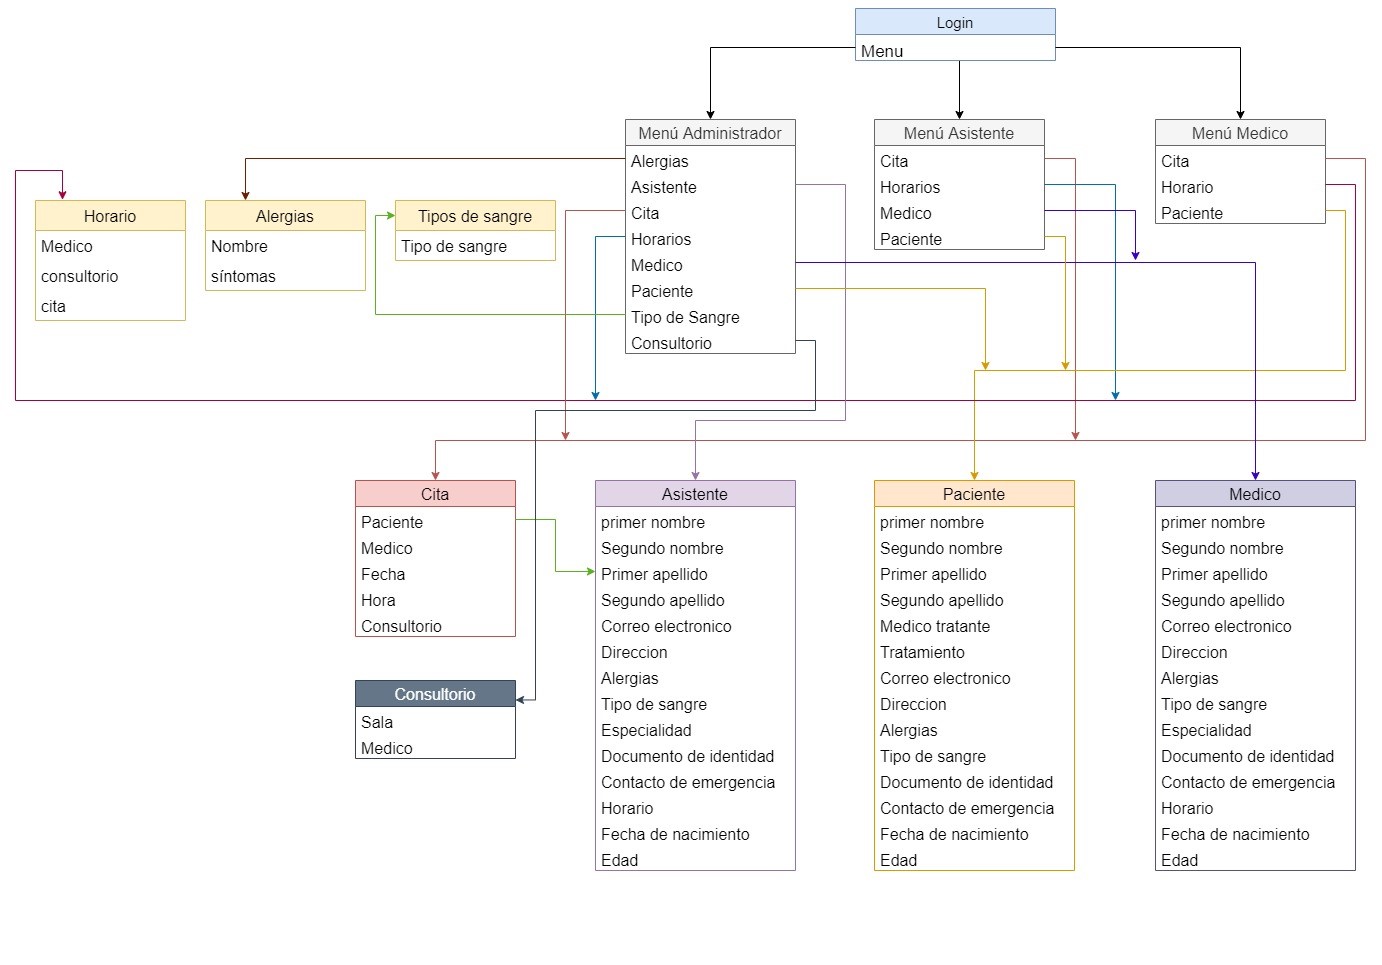 Login
Menu
Menú Administrador
Alergias
Asistente
Cita
Horarios
Medico
Paciente
Tipo de Sangre
Consultorio
Menú Asistente
Cita
Horarios
Medico
Paciente
Menú Medico
Cita
Horario
Paciente
Horario
Medico
consultorio
cita
Alergias
Nombre
síntomas
Tipos de sangre
Tipo de sangre
Cita
Paciente
Medico
Fecha
Hora
Consultorio
Consultorio
Sala
Medico
Asistente
primer nombre
Segundo nombre
Primer apellido
Segundo apellido
Correo electronico
Direccion
Alergias
Tipo de sangre
Especialidad
Documento de identidad
Contacto de emergencia
Horario
Fecha de nacimiento
Edad
Paciente
primer nombre
Segundo nombre
Primer apellido
Segundo apellido
Medico tratante
Tratamiento
Correo electronico
Direccion
Alergias
Tipo de sangre
Documento de identidad
Contacto de emergencia
Fecha de nacimiento
Edad
Medico
primer nombre
Segundo nombre
Primer apellido
Segundo apellido
Correo electronico
Direccion
Alergias
Tipo de sangre
Especialidad
Documento de identidad
Contacto de emergencia
Horario
Fecha de nacimiento
Edad